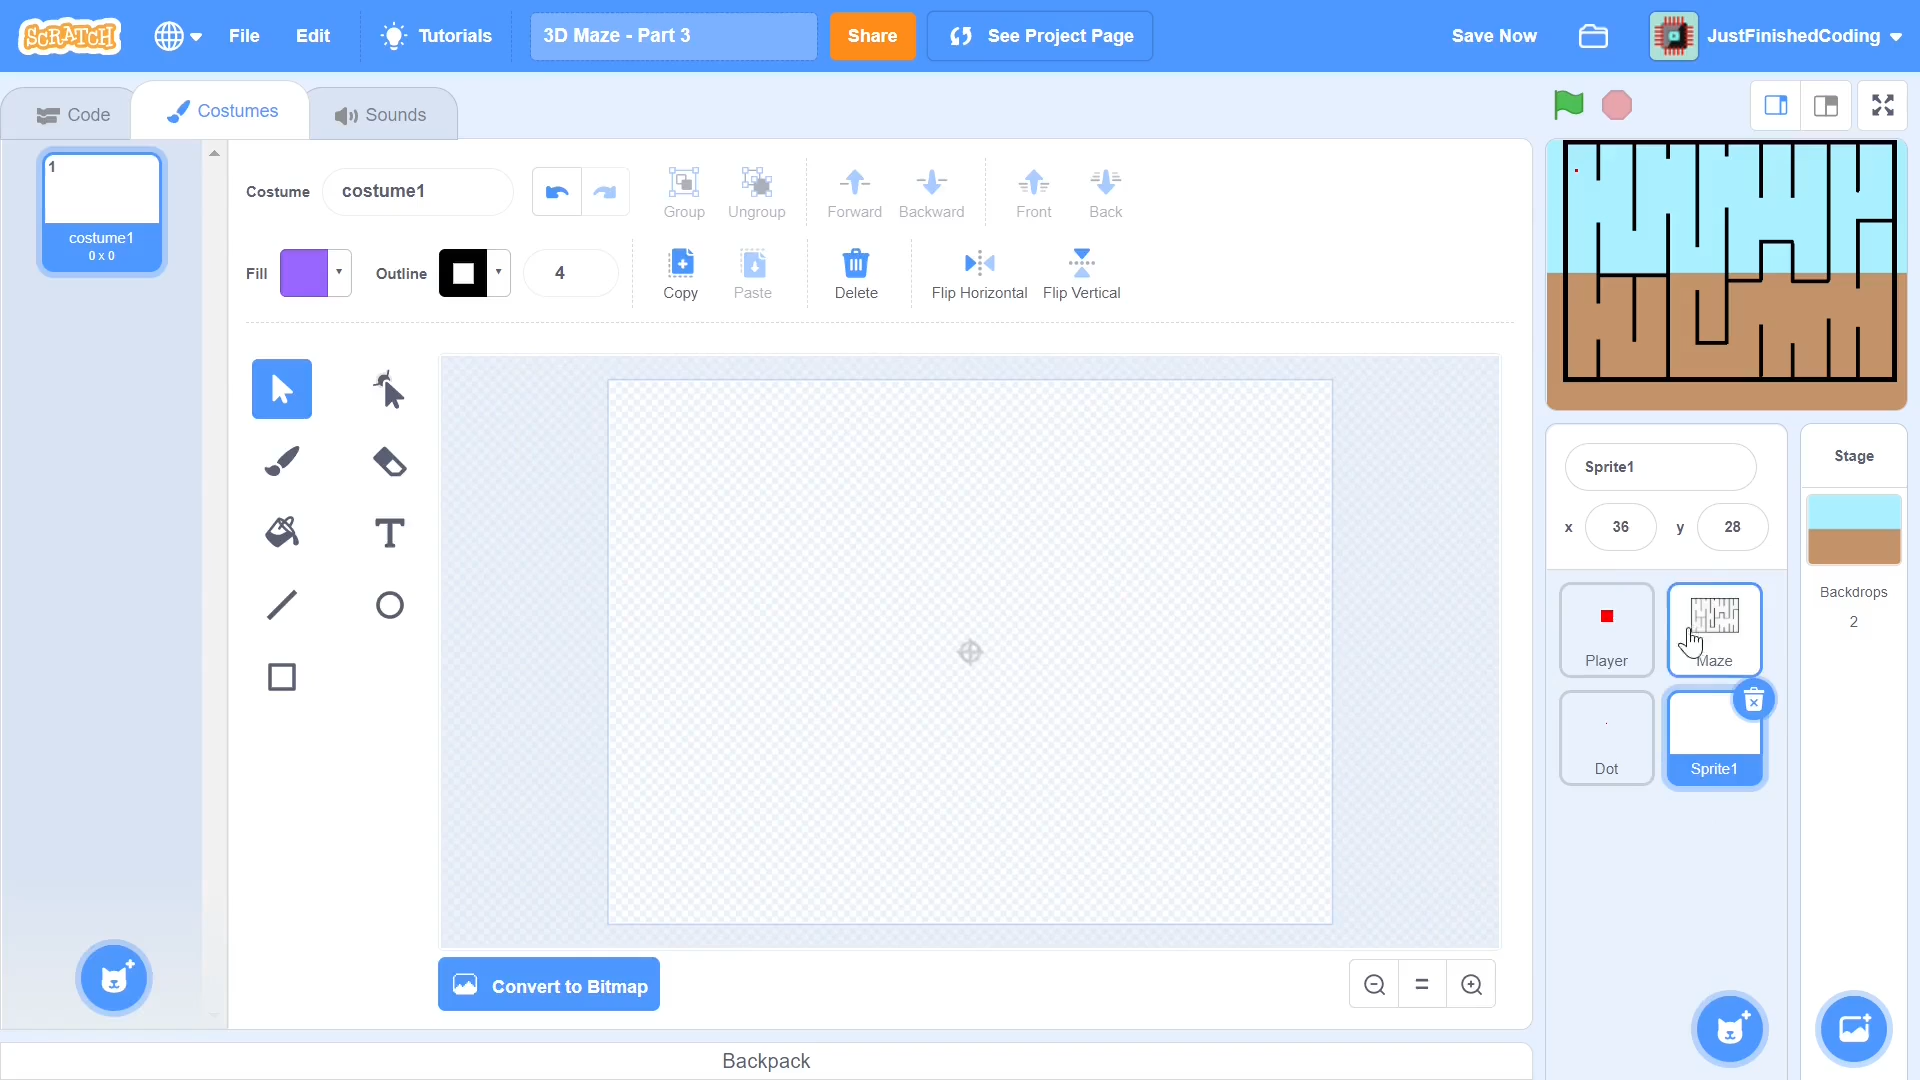 SCRATCH
File
Edit
Tutorials
3D Maze - Part 3
Share
See Project Page
Save Now
JustFinishedCoding
Code
Costumes
Sounds
1
costume1
0 x 0
Costume
costume1
Group
Ungroup
Forward
Backward
Front
Back
Fill
Outline
4
Copy
Paste
Delete
Flip Horizontal
Flip Vertical
Convert to Bitmap
Backpack
Sprite1
x
36
y
28
Player
Maze
Dot
Sprite1
Stage
Backdrops
2